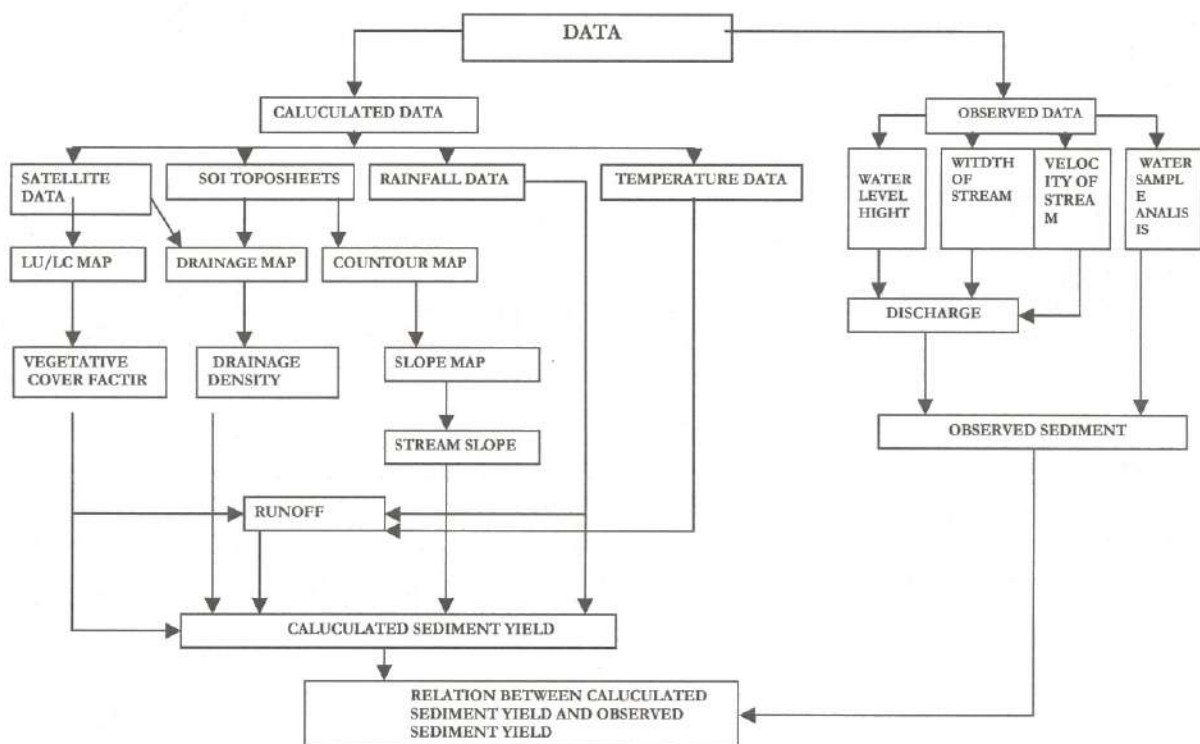 DATA
CALUCULATED DATA
OBSERVED DATA
SATELLITE
DATA
SOI TOPOSHEETS
RAINFALL DATA
TEMPERATURE DATA
WATER
LEVEL
HIGHT
WITDTH
OF
STREAM
VELOC
ITY OF
STREA
M
WATER
SAMPL
E
ANALIS
IS
LU/LC MAP
DRAINAGE MAP
COUNTOUR MAP
DISCHARGE
VEGETATIVE
COVER FACTIR
DRAINAGE
DENSITY
SLOPE MAP
STREAM SLOPE
OBSERVED SEDIMENT
RUNOFF
CALUCULATED SEDIMENT YIELD
RELATION BETWEEN CALUCULATED
SEDIMENT YIELD AND OBSERVED
SEDIMENT YIELD